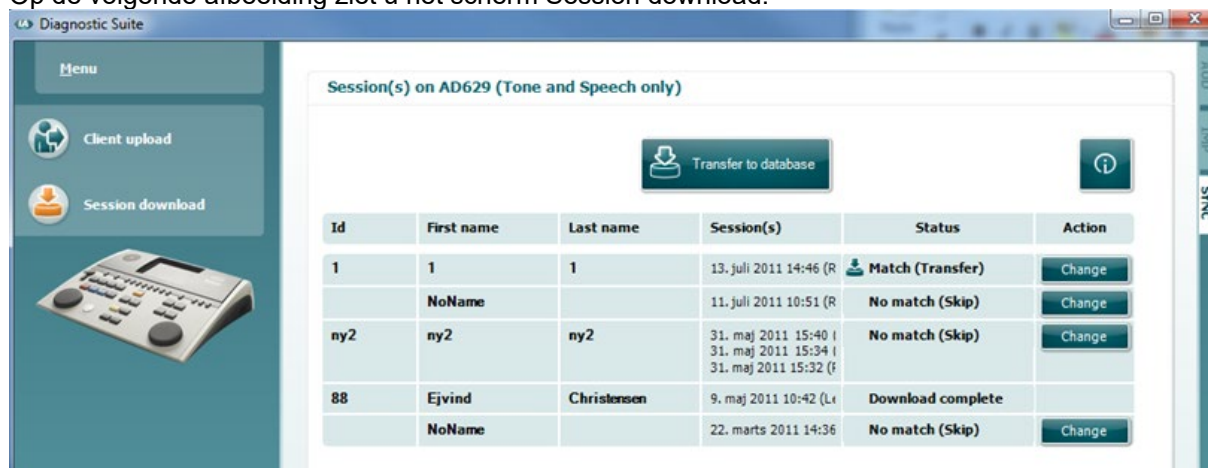 Op de volgende afbeelding ziet u het scherm Session download.
Diagnostic Suite
Menu
Client upload
Session download
Session(s) on AD629 (Tone and Speech only)
Transfer to database
Id First name Last name Session(s) Status Action
1 1 1 13. juli 2011 14:46 (R Match (Transfer) Change
NoName 11. juli 2011 10:51 (R No match (Skip) Change
ny2 ny2 ny2 31. maj 2011 15:40 ( No match (Skip) Change
31. maj 2011 15:34 (
31. maj 2011 15:32 (
88 Ejvind Christensen 9. maj 2011 10:42 (Le Download complete
NoName 22. marts 2011 14:36 No match (Skip) Change
AUD
IMP
SYNC